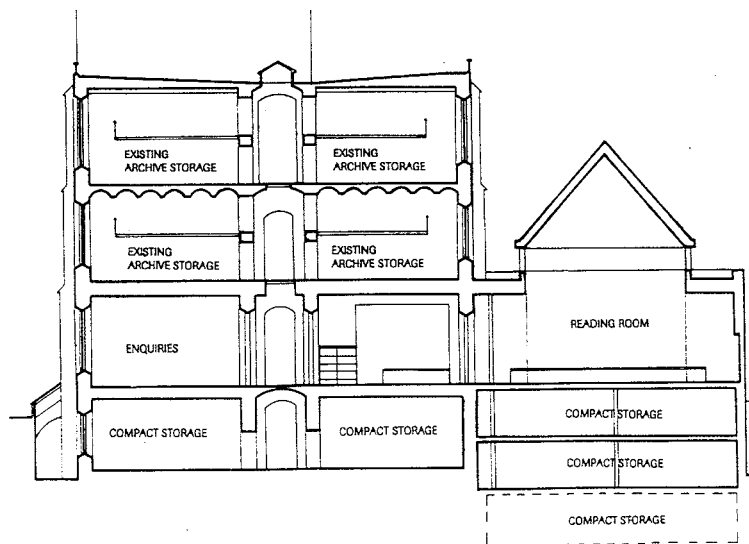 EXISTING
ARCHIVE STORAGE
EXISTING
ARCHIVE STORAGE
EXISTING
ARCHIVE STORAGE
EXISTING
ARCHIVE STORAGE
ENQUIRIES
READING ROOM
COMPACT STORAGE
COMPACT STORAGE
COMPACT STORAGE
COMPACT STORAGE
COMPACT STORAGE